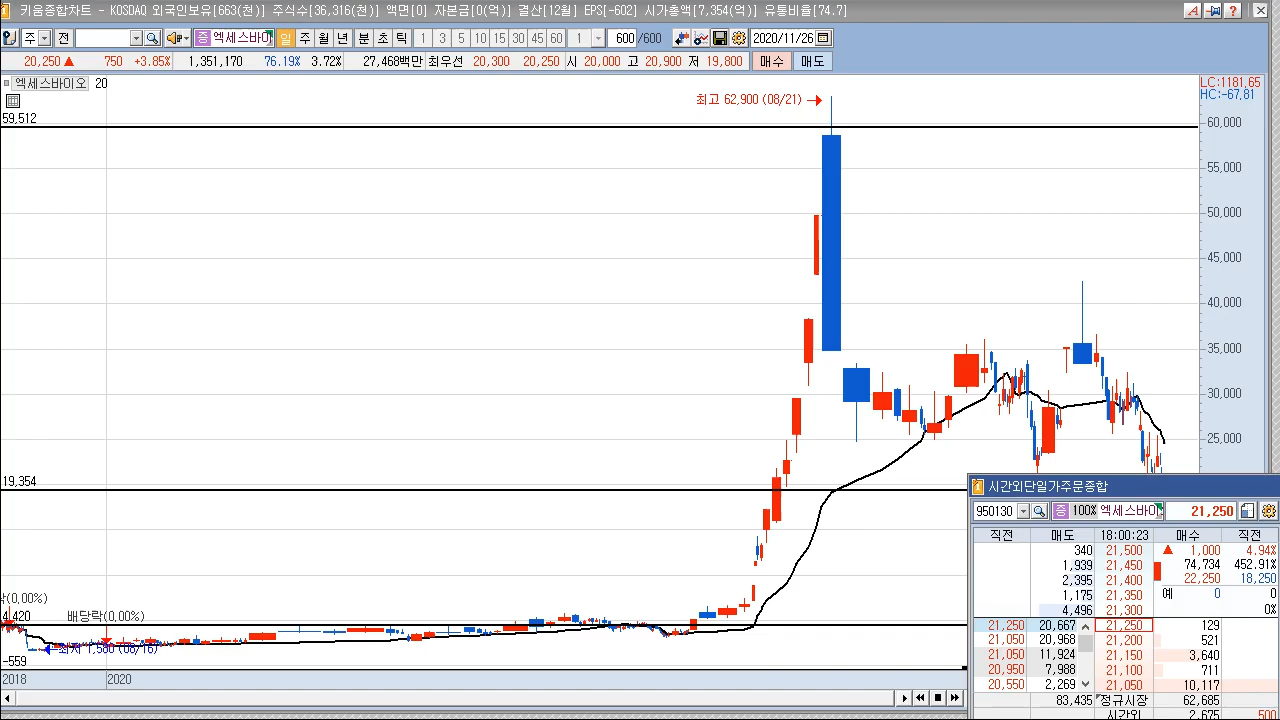 키움종합차트 - KOSDAQ 외국인보유[663(천)] 주식수[36,316(천)] 액면[0] 자본금[0(억)] 결산[12월] EPS[-602] 시가총액[7,354(억)] 유통비율[74.7]
주 전 증 엑세스바이오 일 주 월 년 분 초 틱 1 3 5 10 15 30 45 60 1 600 /600 2020/11/26
20,250 ▲ 750 +3.85% 1,351,170 76.19% 3.72% 27,468백만 최우선 20,300 20,250 시 20,000 고 20,900 저 19,800 매수 매도
엑세스바이오 20
LC:1181,65
HC:-67,81
최고 62,900 (08/21)
59,512
60,000
55,000
50,000
45,000
40,000
35,000
30,000
25,000
19,354
락(0,00%)
배당락(0,00%)
4,420
최저 1,580 (08/16)
-559
2018
2020
시간외단일가주문종합
950130 증 100% 엑세스바이오 21,250
직전 매도 18:00:23 매수 직전
340 21,500 ▲ 1,000 4.94%
1,939 21,450 74,734 452.91%
2,395 21,400 22,250 18,250
1,175 21,350 예 0 0
4,496 21,300 0%
21,250 20,667 21,250 129
21,050 20,968 21,200 521
21,050 11,924 21,150 3,640
20,950 7,988 21,100 711
20,550 2,269 21,050 10,117
83,435 정규시장 62,685
시간외 2,675 500